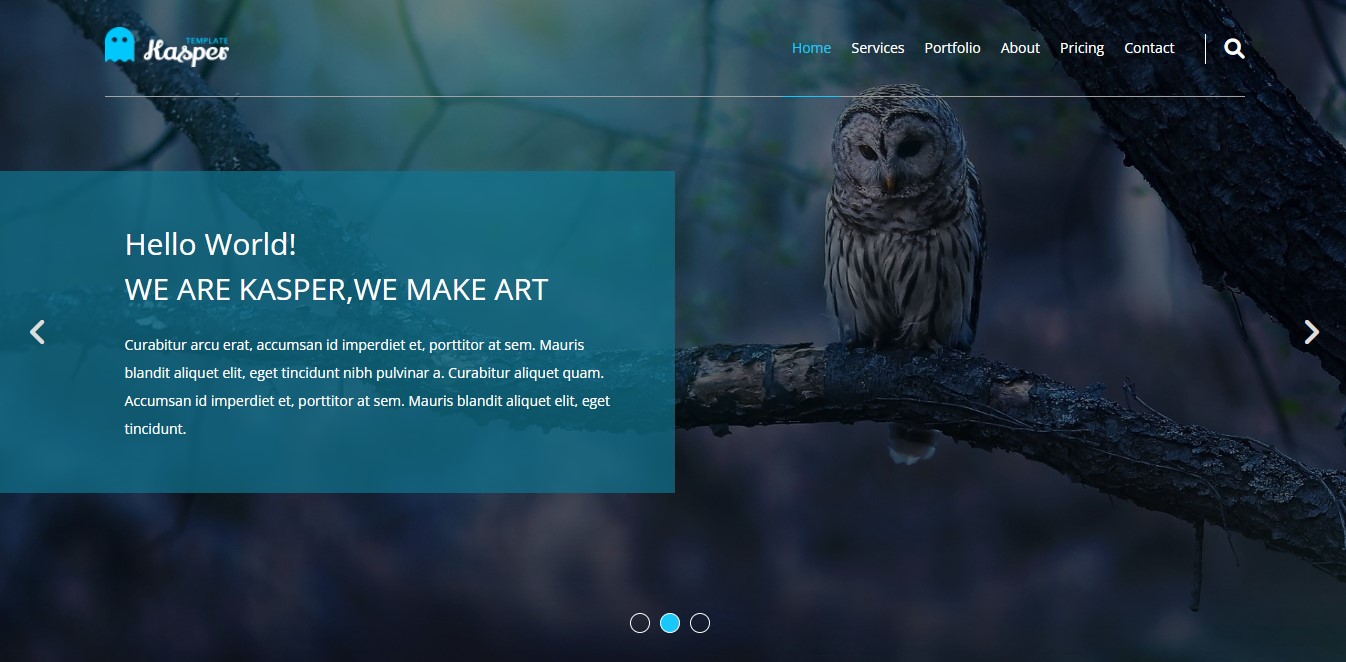 TEMPLATE
Kasper
Home Services Portfolio About Pricing Contact
Hello World!
WE ARE KASPER,WE MAKE ART
Curabitur arcu erat, accumsan id imperdiet et, porttitor at sem. Mauris
blandit aliquet elit, eget tincidunt nibh pulvinar a. Curabitur aliquet quam.
Accumsan id imperdiet et, porttitor at sem. Mauris blandit aliquet elit, eget
tincidunt.